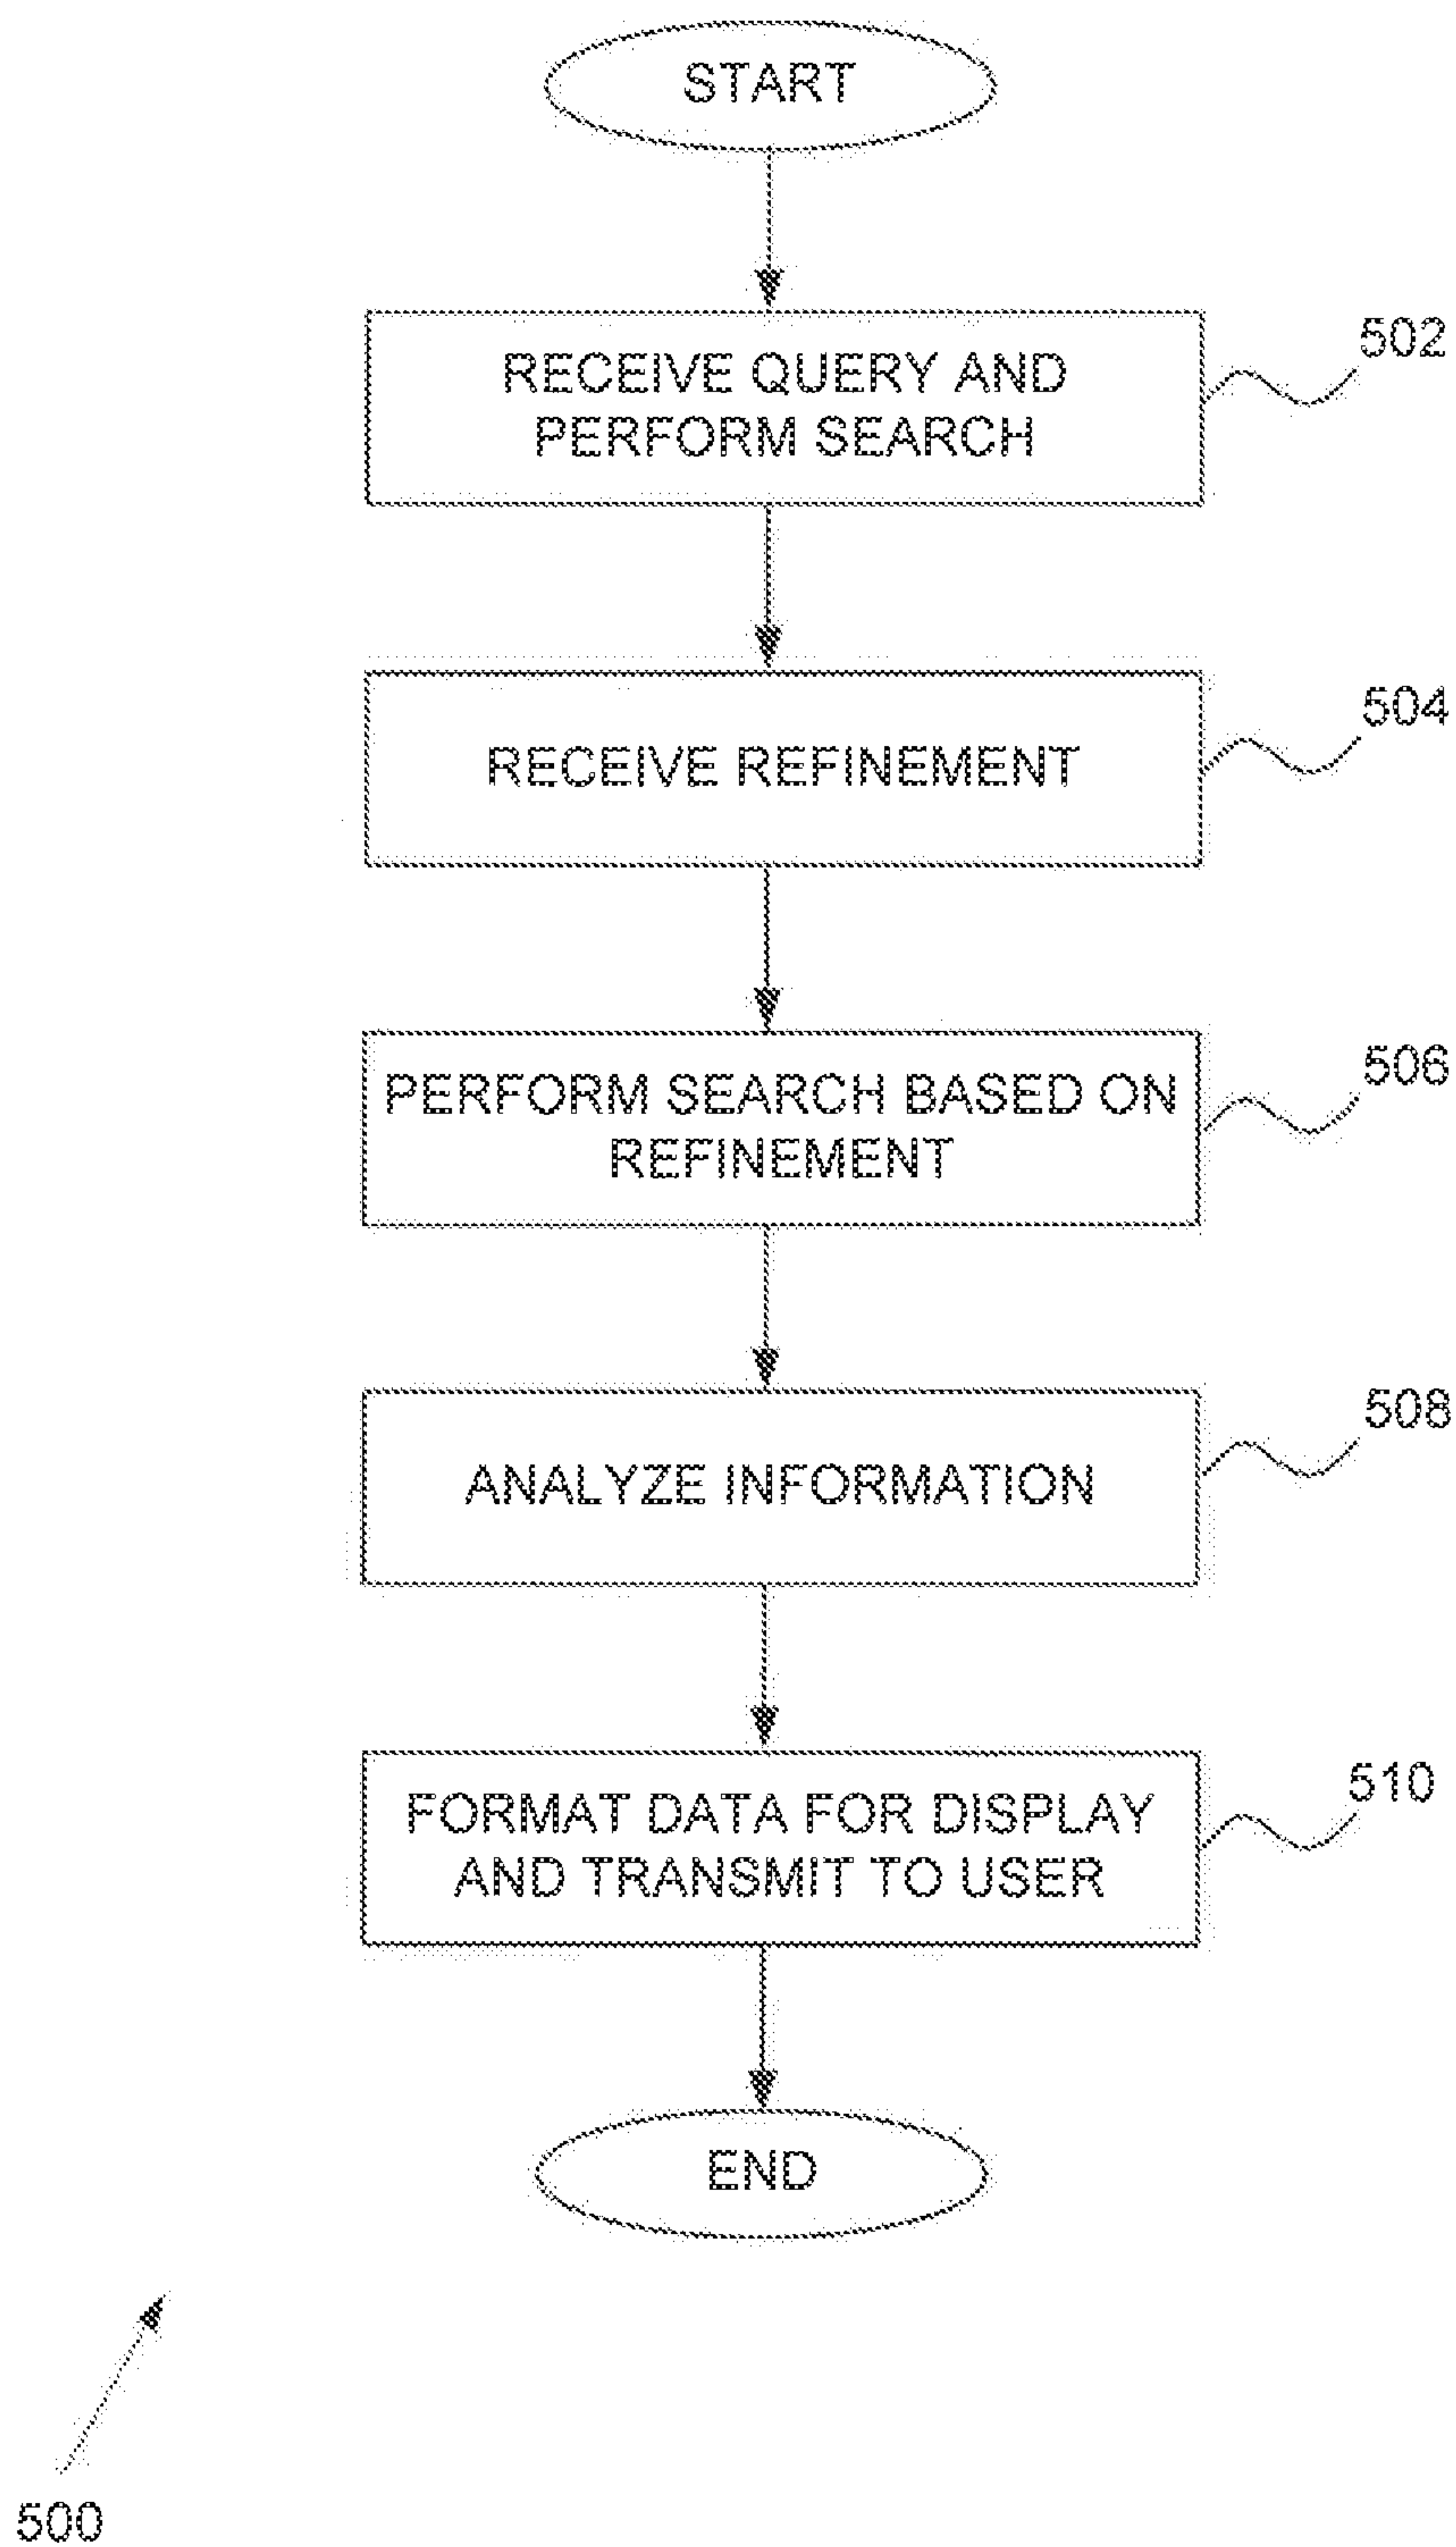 START
RECEIVE QUERY AND
PERFORM SEARCH
502
RECEIVE REFINEMENT
504
PERFORM SEARCH BASED ON
REFINEMENT
506
ANALYZE INFORMATION
508
FORMAT DATA FOR DISPLAY
AND TRANSMIT TO USER
510
END
500